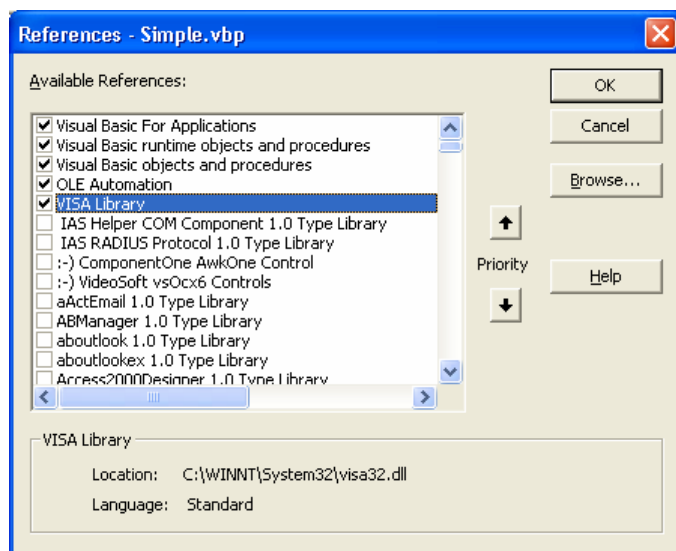 References - Simple.vbp
Available References:
Visual Basic For Applications
Visual Basic runtime objects and procedures
Visual Basic objects and procedures
OLE Automation
VISA Library
IAS Helper COM Component 1.0 Type Library
IAS RADIUS Protocol 1.0 Type Library
:-) ComponentOne AwkOne Control
:-) VideoSoft vsOcx6 Controls
aActEmail 1.0 Type Library
ABManager 1.0 Type Library
aboutlook 1.0 Type Library
aboutlookex 1.0 Type Library
Access2000Designer 1.0 Type Library
OK
Cancel
Browse...
Priority
Help
VISA Library
Location: C:\WINNT\System32\visa32.dll
Language: Standard